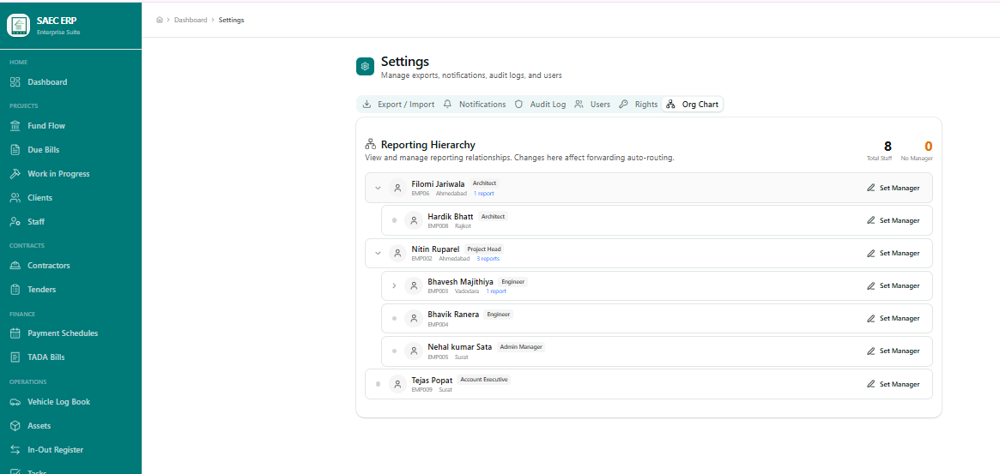 SAEC ERP
Enterprise Suite
HOME
Dashboard
PROJECTS
Fund Flow
Due Bills
Work in Progress
Clients
Staff
CONTRACTS
Contractors
Tenders
FINANCE
Payment Schedules
TADA Bills
OPERATIONS
Vehicle Log Book
Assets
In-Out Register
Tasks
Dashboard Settings
Settings
Manage exports, notifications, audit logs, and users
Export / Import Notifications Audit Log Users Rights Org Chart
Reporting Hierarchy
View and manage reporting relationships. Changes here affect forwarding auto-routing.
8 Total Staff
0 No Manager
Filomi Jariwala Architect
EMP06 Ahmedabad 1 report
Set Manager
Hardik Bhatt Architect
EMP008 Rajkot
Set Manager
Nitin Ruparel Project Head
EMP002 Ahmedabad 3 reports
Set Manager
Bhavesh Majithiya Engineer
EMP003 Vadodara 1 report
Set Manager
Bhavik Ranera Engineer
EMP004
Set Manager
Nehal kumar Sata Admin Manager
EMP005 Surat
Set Manager
Tejas Popat Account Executive
EMP009 Surat
Set Manager